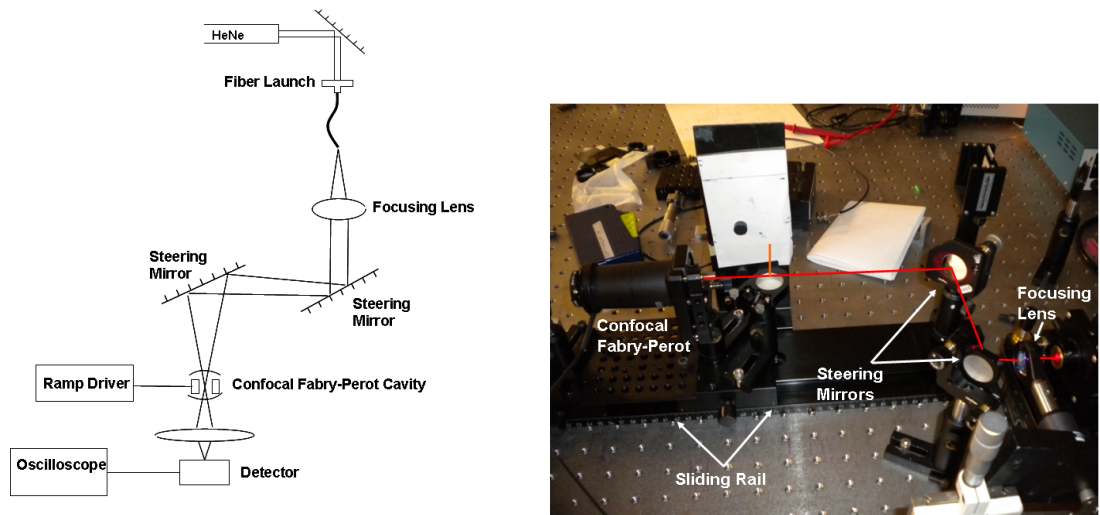 HeNe
Fiber Launch
Focusing Lens
Steering
Mirror
Steering
Mirror
Ramp Driver
Confocal Fabry-Perot Cavity
Oscilloscope
Detector
Confocal
Fabry-Perot
Focusing
Lens
Steering
Mirrors
Sliding Rail